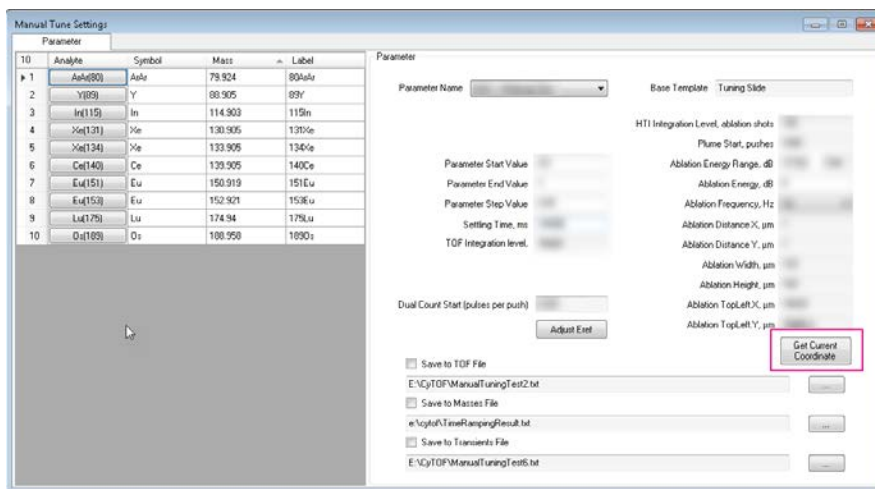 Manual Tune Settings
Parameter
10 Analyte Symbol Mass Label
1 ArAr(80) ArAr 79.924 80ArAr
2 Y(89) Y 88.905 89Y
3 In(115) In 114.903 115In
4 Xe(131) Xe 130.905 131Xe
5 Xe(134) Xe 133.905 134Xe
6 Ce(140) Ce 139.905 140Ce
7 Eu(151) Eu 150.919 151Eu
8 Eu(153) Eu 152.921 153Eu
9 Lu(175) Lu 174.94 175Lu
10 Os(189) Os 188.958 189Os
Parameter
Parameter Name
Base Template Tuning Slide
HTI Integration Level, ablation shots
Plume Start, pushes
Parameter Start Value
Ablation Energy Range, dB
Parameter End Value
Ablation Energy, dB
Parameter Step Value
Ablation Frequency, Hz
Settling Time, ms
Ablation Distance X, µm
TOF Integration level,
Ablation Distance Y, µm
Ablation Width, µm
Ablation Height, µm
Dual Count Start (pulses per push)
Ablation TopLeft.X, µm
Adjust Eref
Ablation TopLeft.Y, µm
Get Current
Coordinate
Save to TOF File
E:\CyTOF\ManualTuningTest2.txt
...
Save to Masses File
e:\cytof\TimeRampingResult.txt
...
Save to Transients File
E:\CyTOF\ManualTuningTest6.txt
...